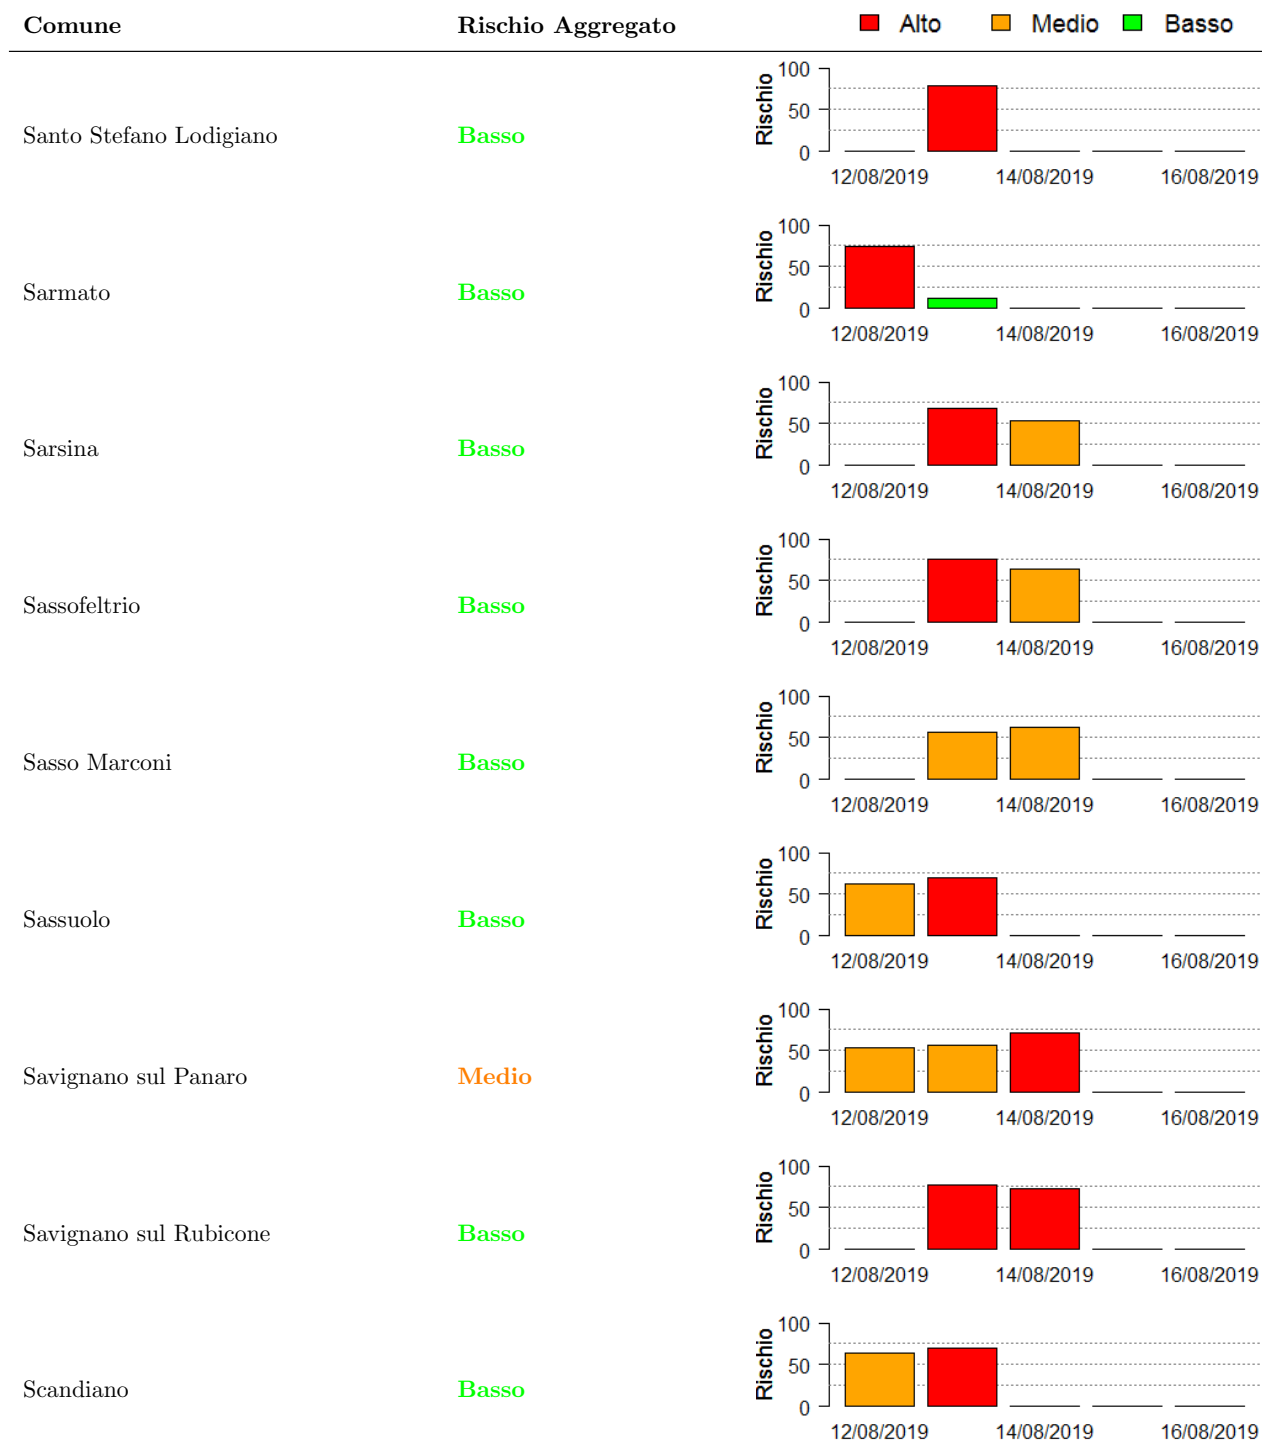 Comune Rischio Aggregato Alto Medio Basso
Santo Stefano Lodigiano Basso
Rischio
100
50
0
12/08/2019 14/08/2019 16/08/2019
Sarmato Basso
Rischio
100
50
0
12/08/2019 14/08/2019 16/08/2019
Sarsina Basso
Rischio
100
50
0
12/08/2019 14/08/2019 16/08/2019
Sassofeltrio Basso
Rischio
100
50
0
12/08/2019 14/08/2019 16/08/2019
Sasso Marconi Basso
Rischio
100
50
0
12/08/2019 14/08/2019 16/08/2019
Sassuolo Basso
Rischio
100
50
0
12/08/2019 14/08/2019 16/08/2019
Savignano sul Panaro Medio
Rischio
100
50
0
12/08/2019 14/08/2019 16/08/2019
Savignano sul Rubicone Basso
Rischio
100
50
0
12/08/2019 14/08/2019 16/08/2019
Scandiano Basso
Rischio
100
50
0
12/08/2019 14/08/2019 16/08/2019